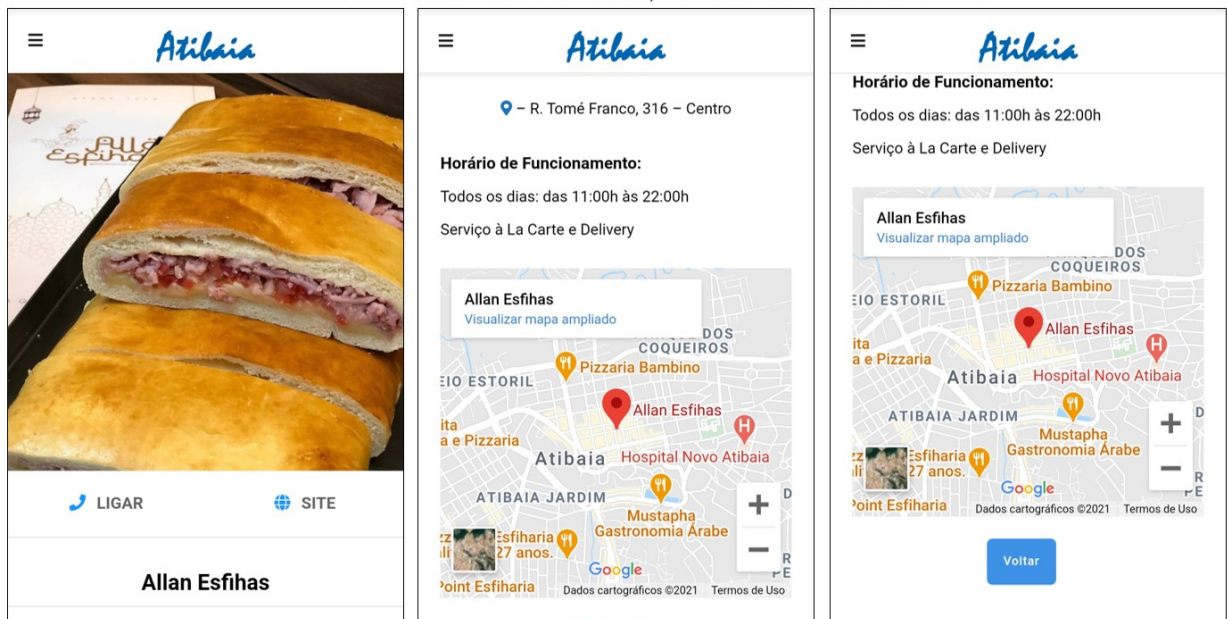 Atibaia
Allan
Esfihas
LIGAR
SITE
Allan Esfihas
Atibaia
– R. Tomé Franco, 316 – Centro
Horário de Funcionamento:
Todos os dias: das 11:00h às 22:00h
Serviço à La Carte e Delivery
Allan Esfihas
Visualizar mapa ampliado
DOS
COQUEIROS
EIO ESTORIL
Pizzaria Bambino
Allan Esfihas
ita
a e Pizzaria
H
Atibaia
Hospital Novo Atibaia
ATIBAIA JARDIM
Mustapha
Gastronomia Árabe
Esfiharia
27 anos.
Point Esfiharia
Google
Dados cartográficos ©2021
Termos de Uso
Atibaia
Horário de Funcionamento:
Todos os dias: das 11:00h às 22:00h
Serviço à La Carte e Delivery
Allan Esfihas
Visualizar mapa ampliado
DOS
COQUEIROS
EIO ESTORIL
Pizzaria Bambino
Allan Esfihas
ita
a e Pizzaria
H
Atibaia
Hospital Novo Atibaia
ATIBAIA JARDIM
Mustapha
Gastronomia Árabe
Esfiharia
27 anos.
Point Esfiharia
Google
Dados cartográficos ©2021
Termos de Uso
Voltar